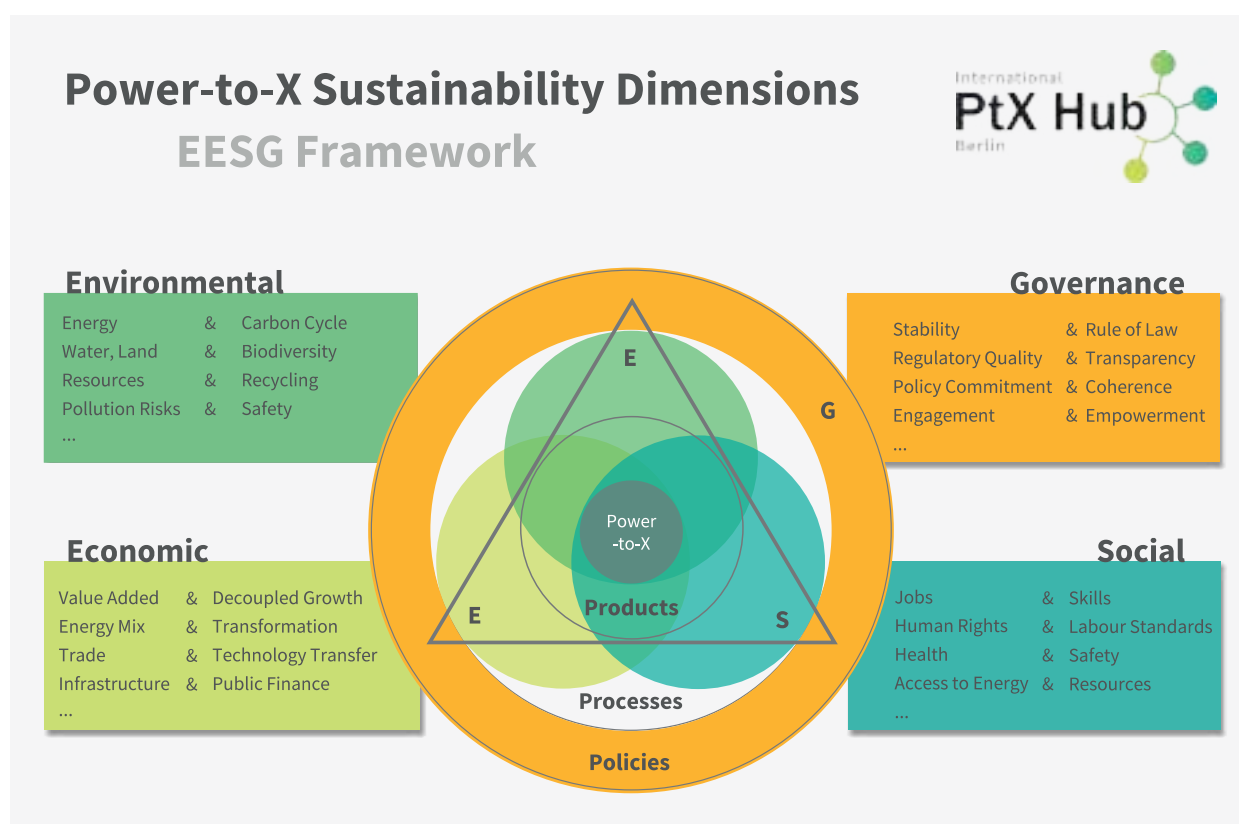 Power-to-X Sustainability Dimensions
EESG Framework
International
PtX Hub
Berlin
Environmental
Energy & Carbon Cycle
Water, Land & Biodiversity
Resources & Recycling
Pollution Risks & Safety
...
Governance
Stability & Rule of Law
Regulatory Quality & Transparency
Policy Commitment & Coherence
Engagement & Empowerment
...
E
G
Power
-to-X
Products
E
S
Processes
Policies
Economic
Value Added & Decoupled Growth
Energy Mix & Transformation
Trade & Technology Transfer
Infrastructure & Public Finance
...
Social
Jobs & Skills
Human Rights & Labour Standards
Health & Safety
Access to Energy & Resources
...